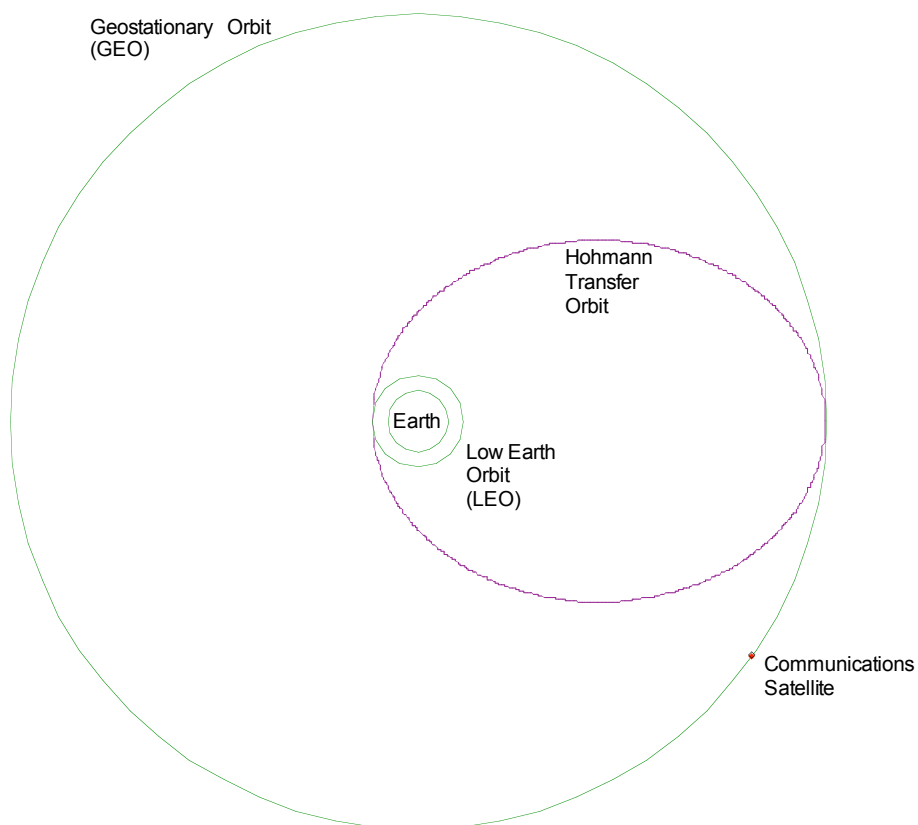 Geostationary Orbit
(GEO)
Hohmann
Transfer
Orbit
Earth
Low Earth
Orbit
(LEO)
Communications
Satellite